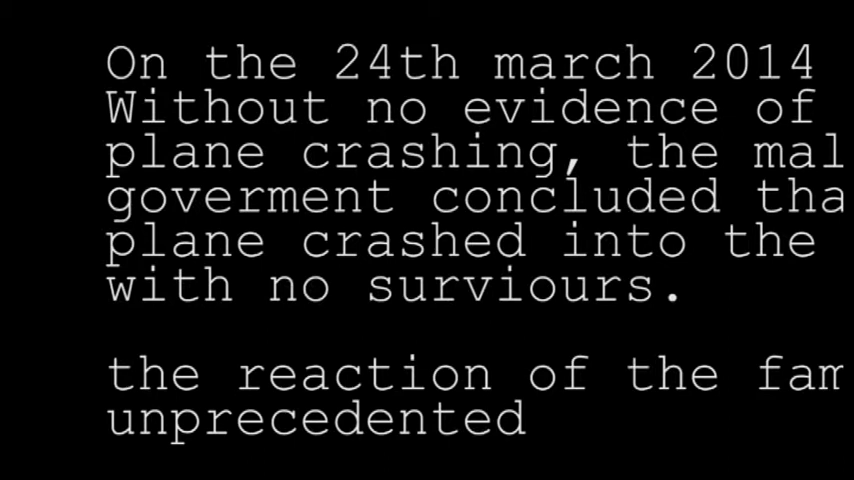 On the 24th march 2014
Without no evidence of
plane crashing, the mal
goverment concluded tha
plane crashed into the
with no surviours.
the reaction of the fam
unprecedented